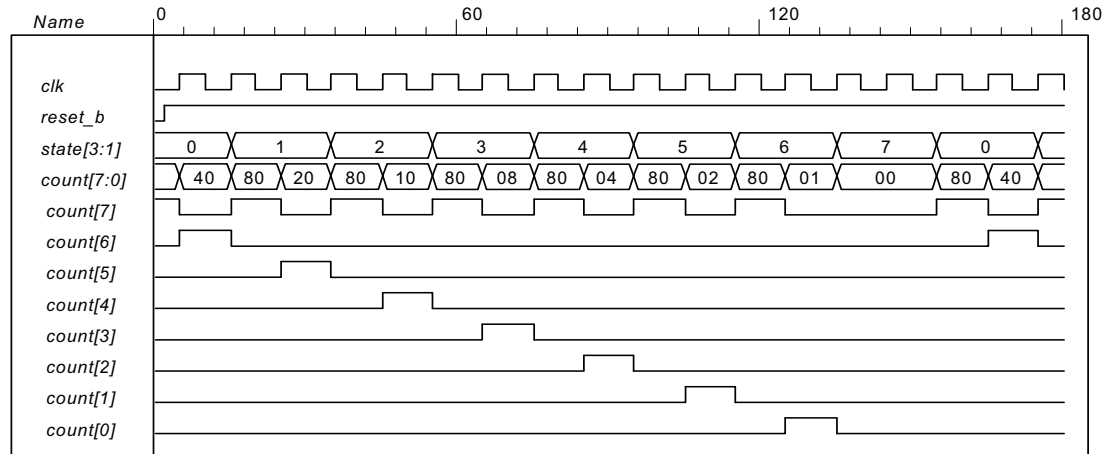 Name 0 60 120 180
clk
reset_b
state[3:1] 0 1 2 3 4 5 6 7 0
count[7:0] 40 80 20 80 10 80 08 80 04 80 02 80 01 00 80 40
count[7]
count[6]
count[5]
count[4]
count[3]
count[2]
count[1]
count[0]